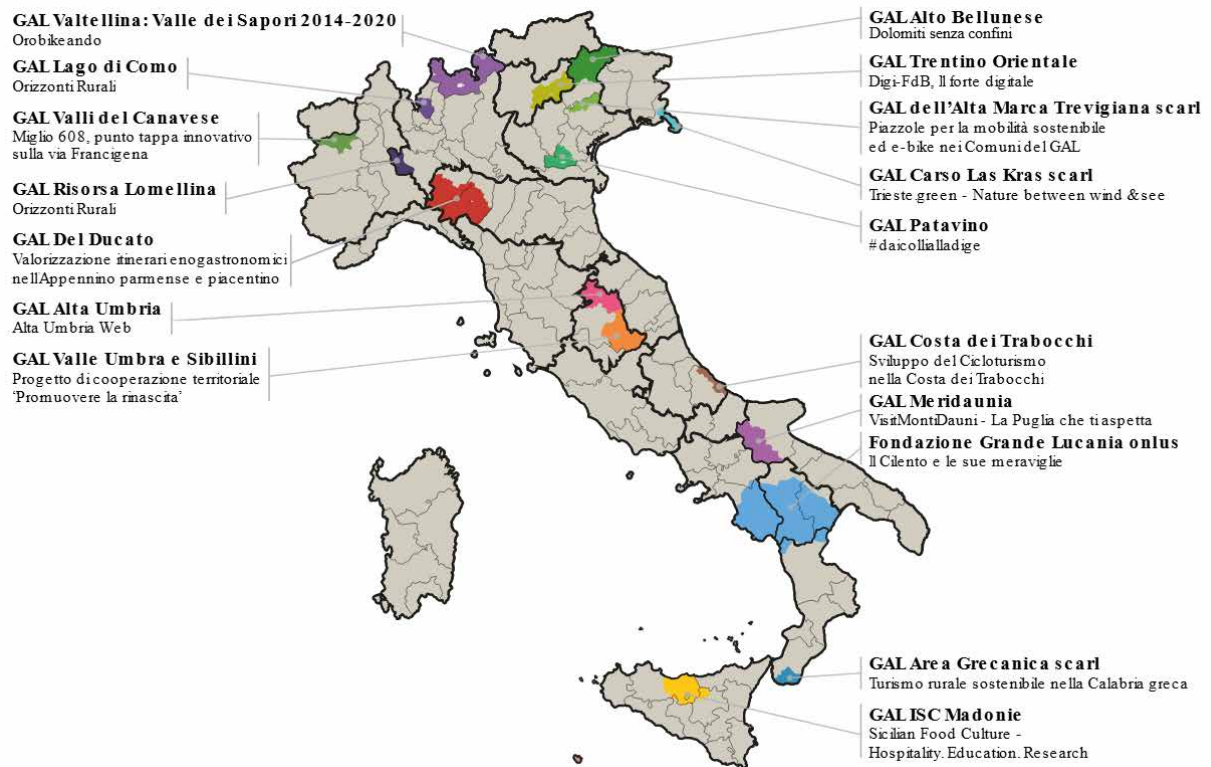 GAL Valtellina: Valle dei Sapori 2014-2020
Orobikeando
GAL Lago di Como
Orizzonti Rurali
GAL Valli del Canavese
Miglio 608, punto tappa innovativo
sulla via Francigena
GAL Risorsa Lomellina
Orizzonti Rurali
GAL Del Ducato
Valorizzazione itinerari enogastronomici
nell'Appennino parmense e piacentino
GAL Alta Umbria
Alta Umbria Web
GAL Valle Umbra e Sibillini
Progetto di cooperazione territoriale
'Promuovere la rinascita'
GAL Alto Bellunese
Dolomiti senza confini
GAL Trentino Orientale
Digi-FdB, Il forte digitale
GAL dell'Alta Marca Trevigiana scarl
Piazzole per la mobilità sostenibile
ed e-bike nei Comuni del GAL
GAL Carso Las Kras scarl
Trieste.green - Nature between wind & see
GAL Patavino
#daicollialladige
GAL Costa dei Trabocchi
Sviluppo del Cicloturismo
nella Costa dei Trabocchi
GAL Meridaunia
VisitMontiDauni - La Puglia che ti aspetta
Fondazione Grande Lucania onlus
Il Cilento e le sue meraviglie
GAL Area Grecanica scarl
Turismo rurale sostenibile nella Calabria greca
GAL ISC Madonie
Sicilian Food Culture -
Hospitality. Education. Research